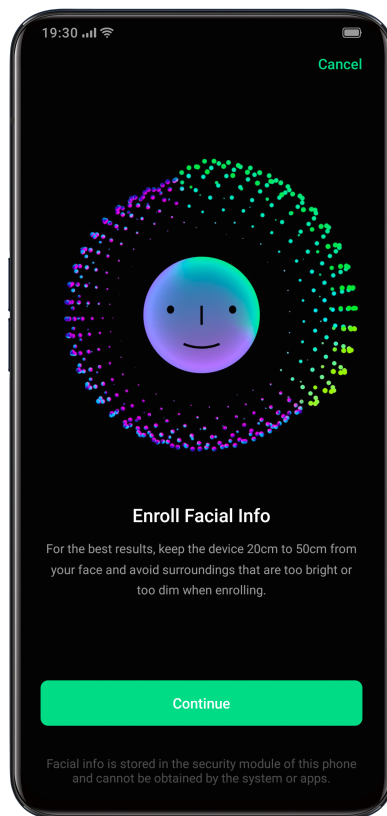 19:30
Cancel
Enroll Facial Info
For the best results, keep the device 20cm to 50cm from
your face and avoid surroundings that are too bright or
too dim when enrolling.
Continue
Facial info is stored in the security module of this phone
and cannot be obtained by the system or apps.